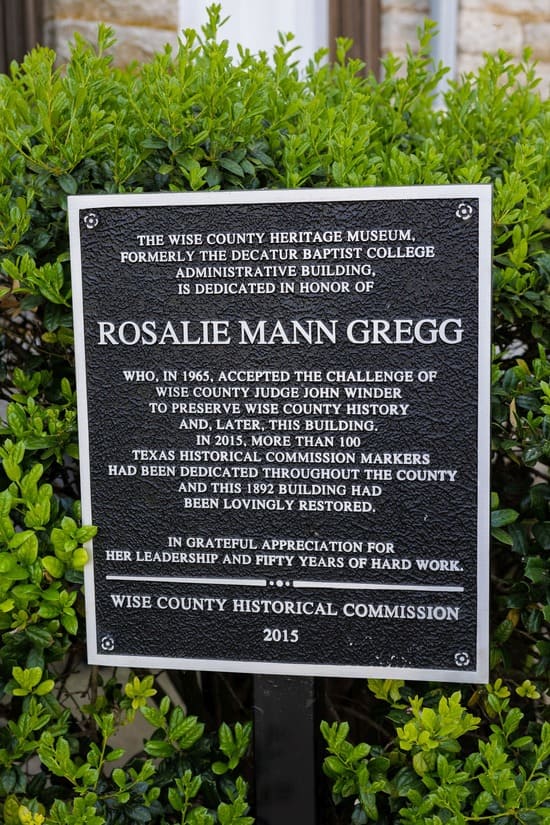 THE WISE COUNTY HERITAGE MUSEUM,
FORMERLY THE DECATUR BAPTIST COLLEGE
ADMINISTRATIVE BUILDING,
IS DEDICATED IN HONOR OF
ROSALIE MANN GREGG
WHO, IN 1965, ACCEPTED THE CHALLENGE OF
WISE COUNTY JUDGE JOHN WINDER
TO PRESERVE WISE COUNTY HISTORY
AND, LATER, THIS BUILDING.
IN 2015, MORE THAN 100
TEXAS HISTORICAL COMMISSION MARKERS
HAD BEEN DEDICATED THROUGHOUT THE COUNTY
AND THIS 1892 BUILDING HAD
BEEN LOVINGLY RESTORED.
IN GRATEFUL APPRECIATION FOR
HER LEADERSHIP AND FIFTY YEARS OF HARD WORK.
WISE COUNTY HISTORICAL COMMISSION
2015